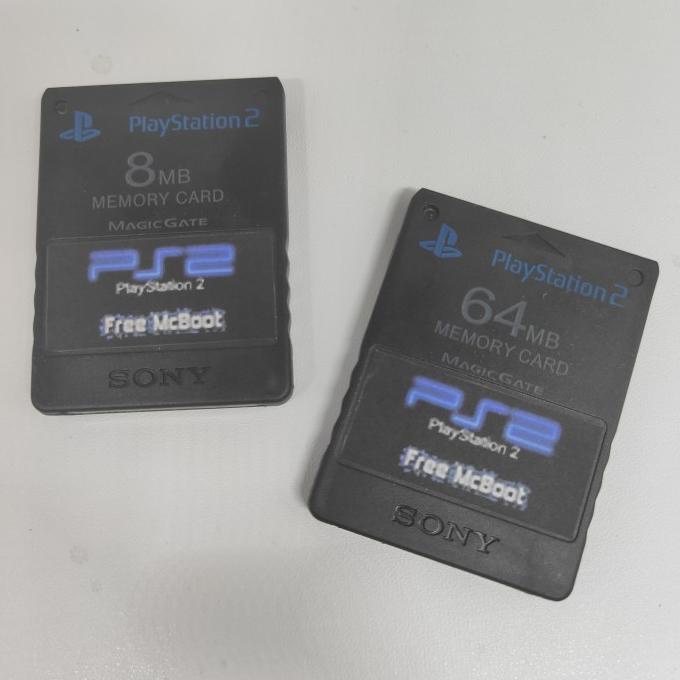 PlayStation 2
8MB
MEMORY CARD
MAGICGATE
PS2
PlayStation 2
Free McBoot
SONY
PlayStation 2
64MB
MEMORY CARD
MAGICGATE
PS2
PlayStation 2
Free McBoot
SONY